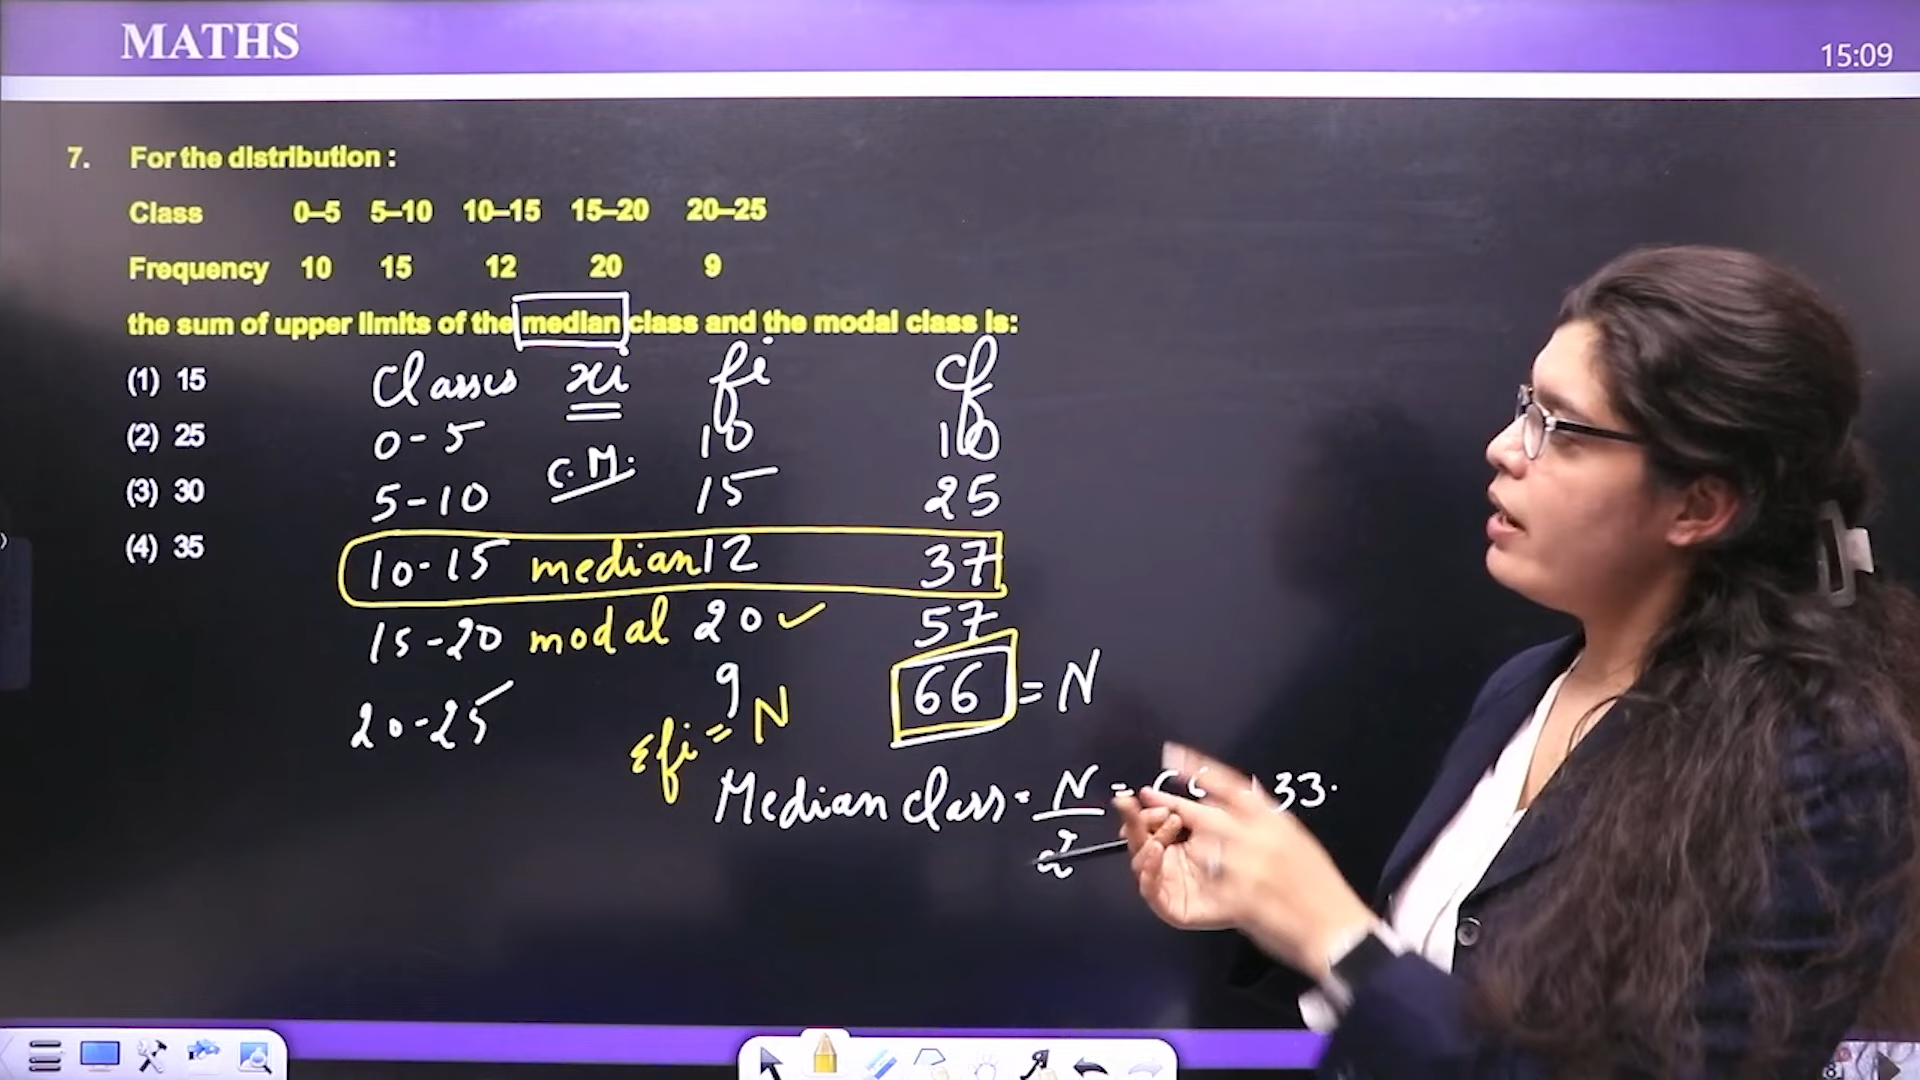 MATHS
15:09
7. For the distribution :
Class 0–5 5–10 10–15 15–20 20–25
Frequency 10 15 12 20 9
the sum of upper limits of the median class and the modal class is:
(1) 15
(2) 25
(3) 30
(4) 35
Classes xi fi cf
0-5 10 10
C.M.
5-10 15 25
10-15 median 12 37
15-20 modal 20 57
20-25 9 66 = N
Σfi = N
Median class = N/2 = 33.